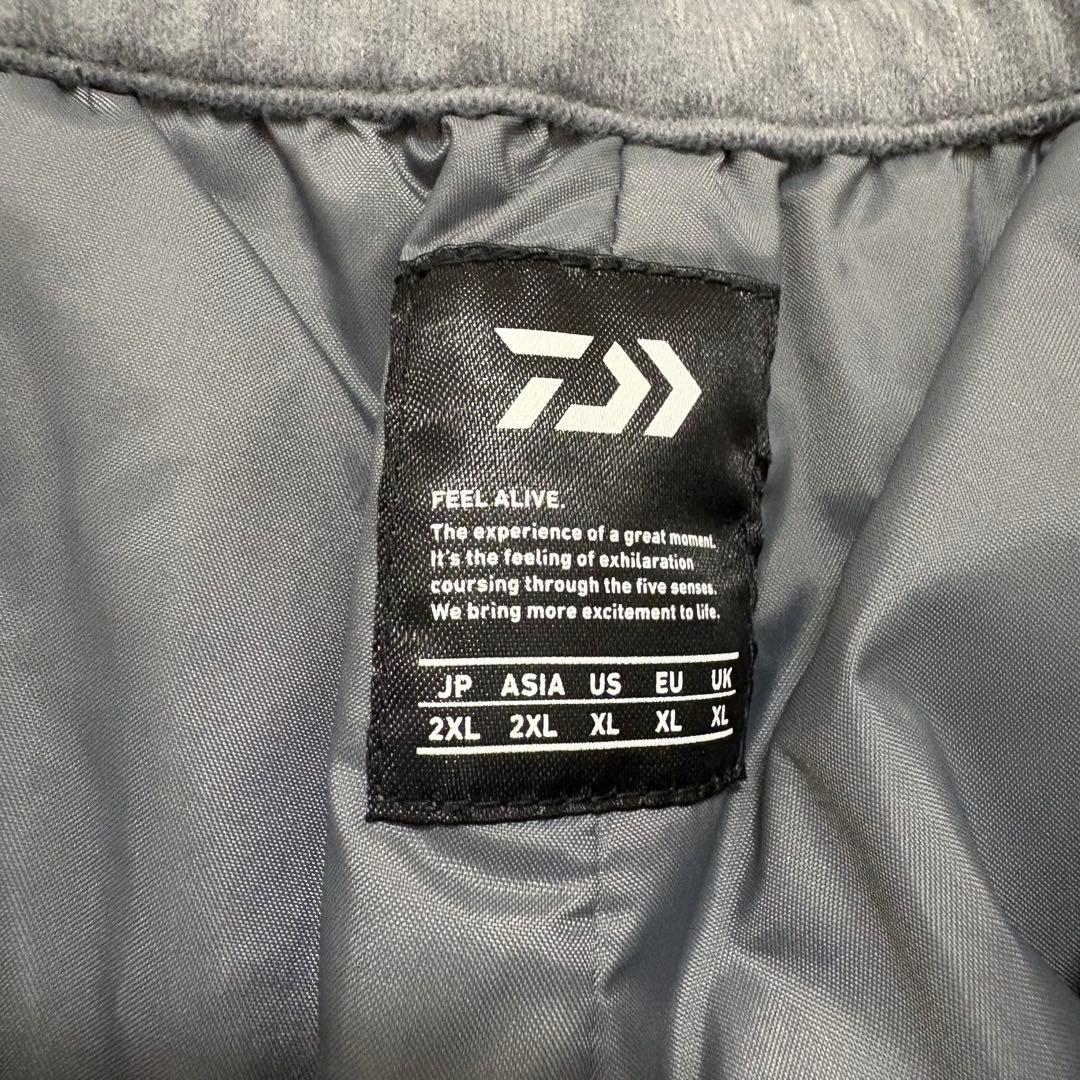 FEEL ALIVE.
The experience of a great moment.
It's the feeling of exhilaration
coursing through the five senses.
We bring more excitement to life.
JP ASIA US EU UK
2XL 2XL XL XL XL